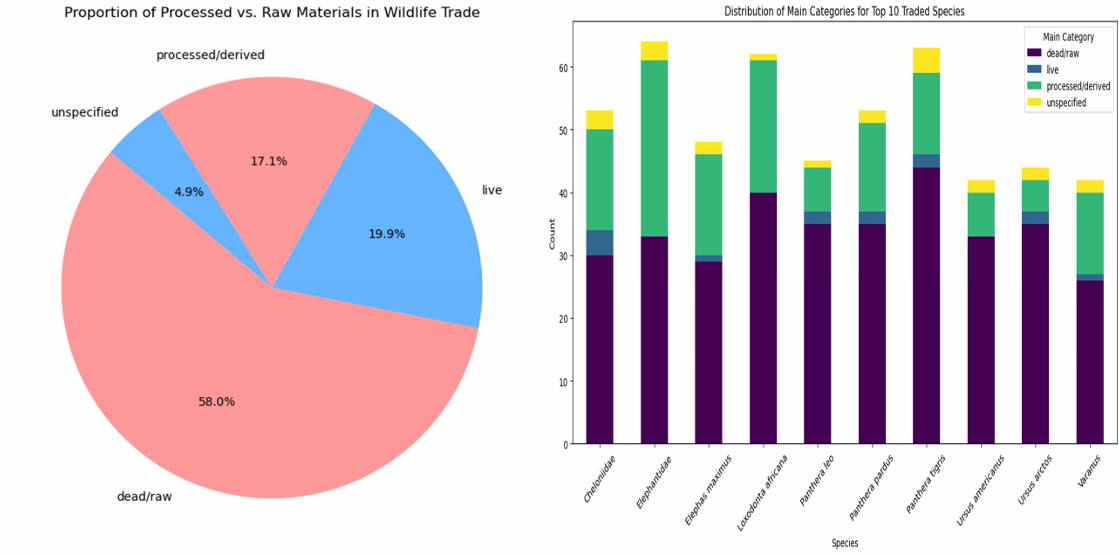 Proportion of Processed vs. Raw Materials in Wildlife Trade
processed/derived
unspecified
17.1%
4.9%
live
19.9%
58.0%
dead/raw
Distribution of Main Categories for Top 10 Traded Species
Main Category
dead/raw
live
processed/derived
unspecified
60
50
40
30
20
10
0
Count
Cheloniidae
Elephantidae
Elephas maximus
Loxodonta africana
Panthera leo
Panthera pardus
Panthera tigris
Ursus americanus
Ursus arctos
Varanus
Species